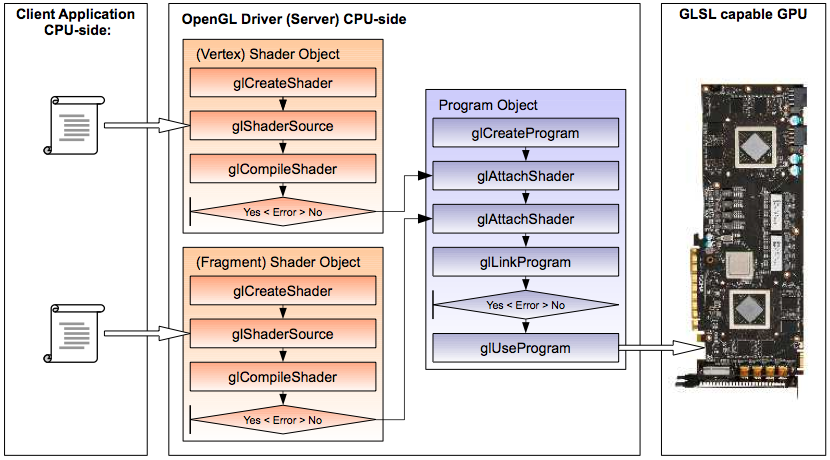 Client Application
CPU-side:
OpenGL Driver (Server) CPU-side
GLSL capable GPU
(Vertex) Shader Object
glCreateShader
glShaderSource
glCompileShader
Yes < Error > No
(Fragment) Shader Object
glCreateShader
glShaderSource
glCompileShader
Yes < Error > No
Program Object
glCreateProgram
glAttachShader
glAttachShader
glLinkProgram
Yes < Error > No
glUseProgram